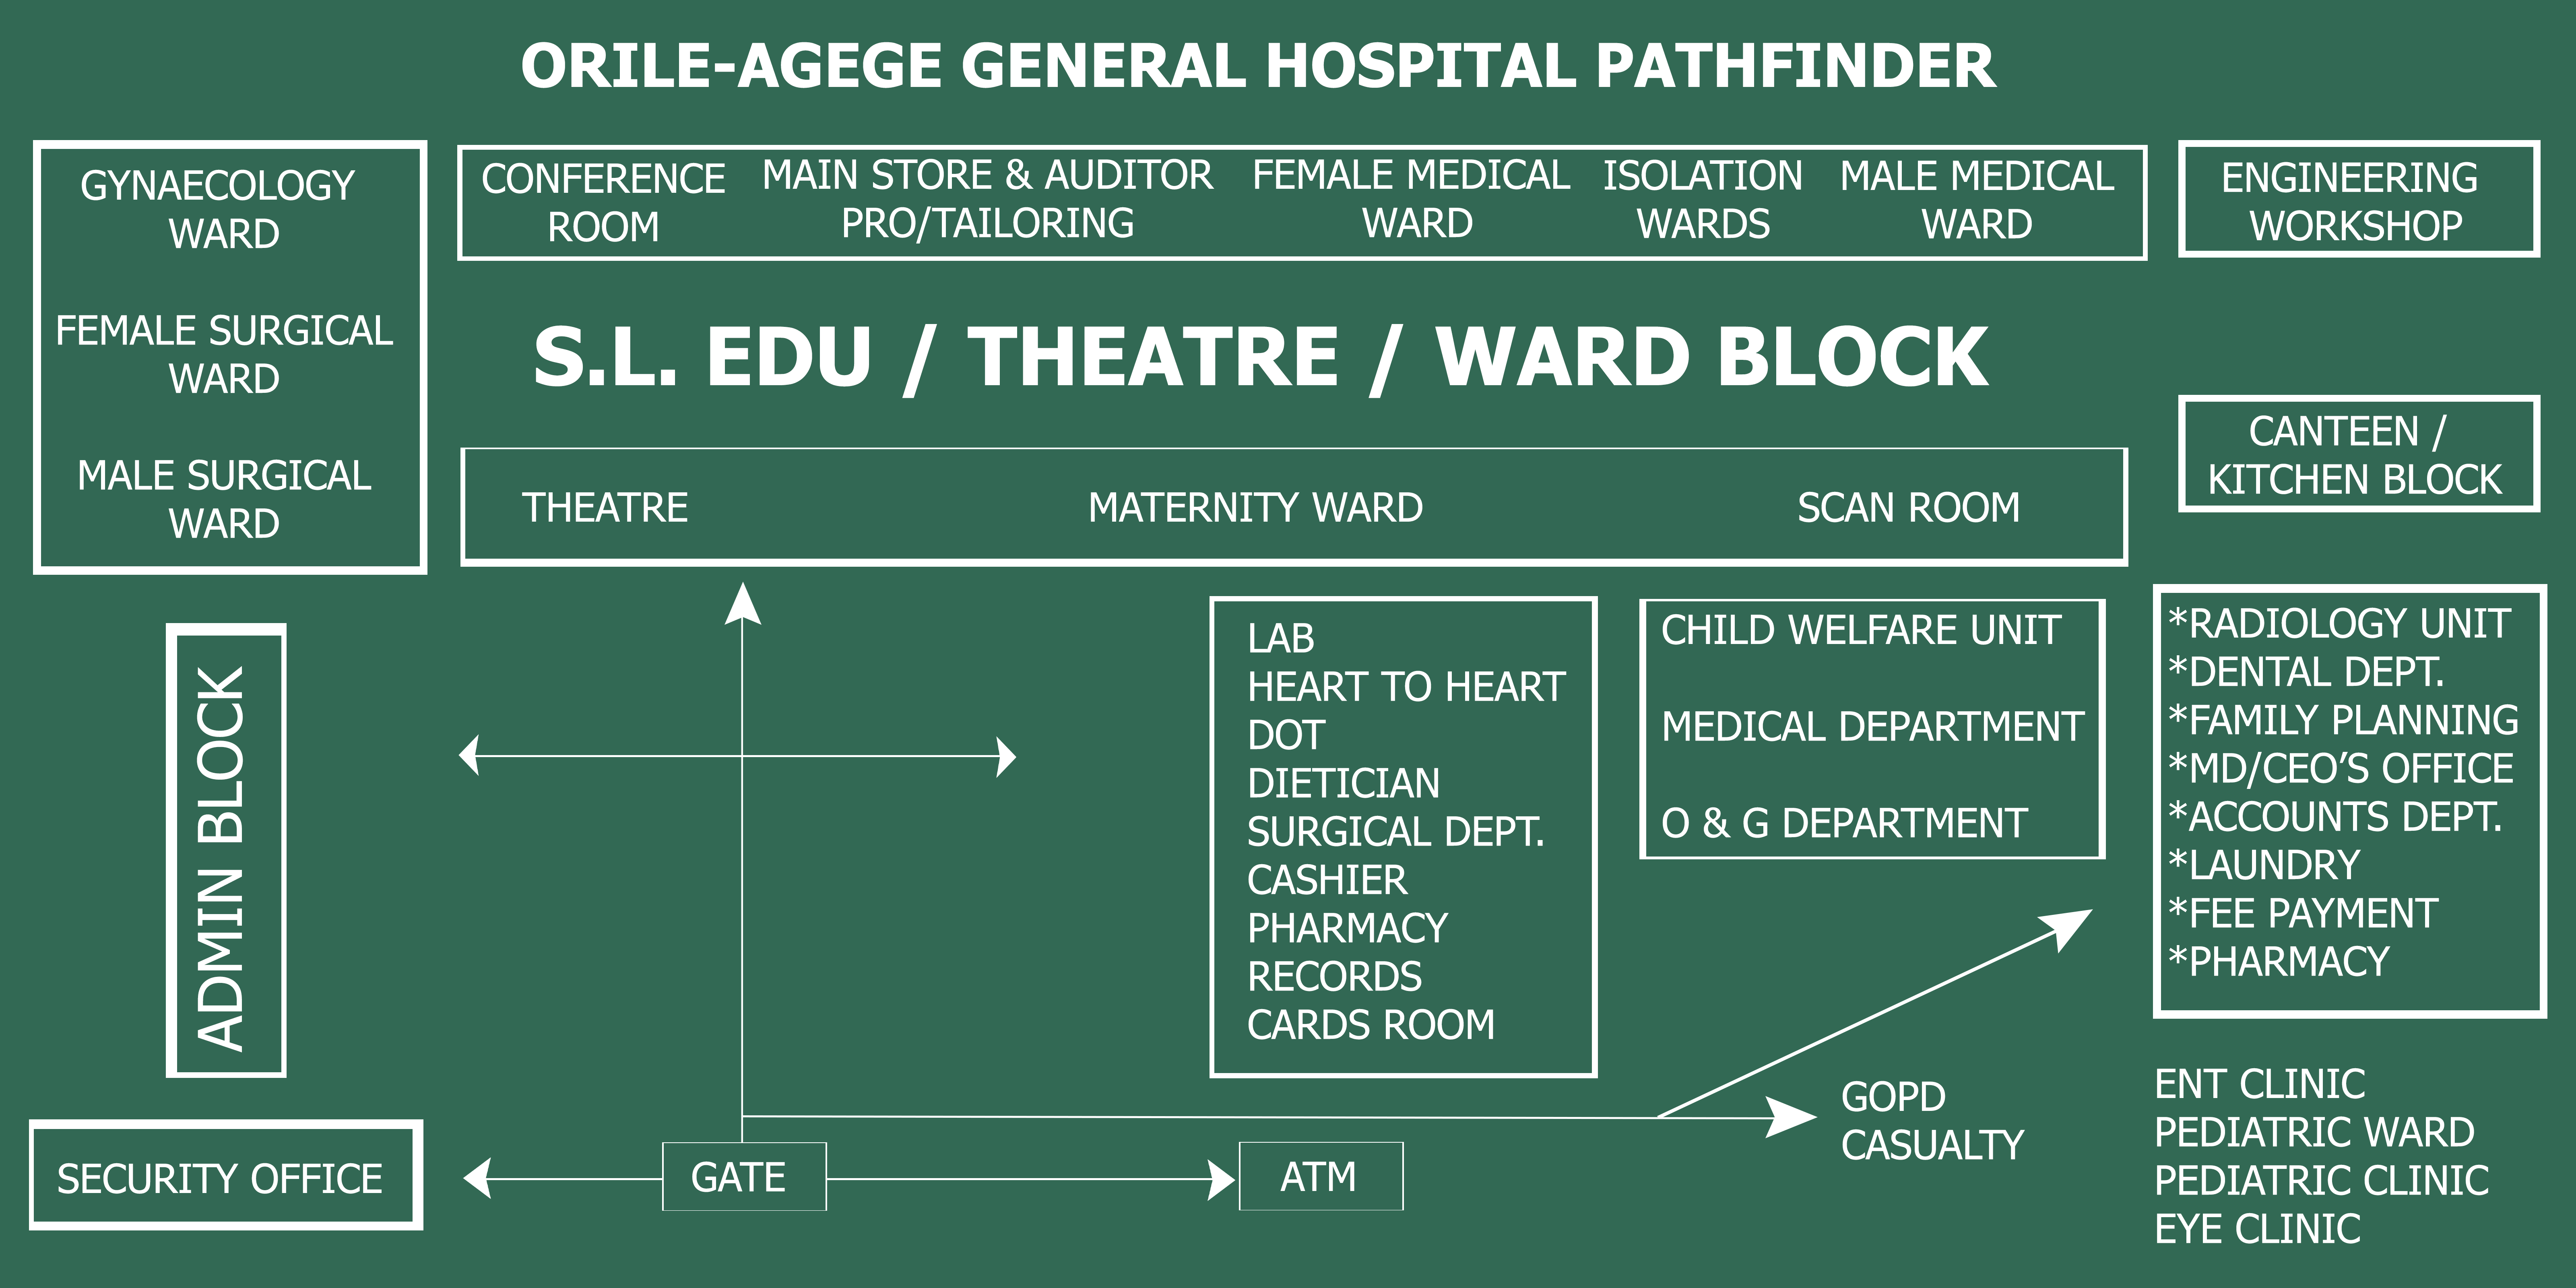 ORILE-AGEGE GENERAL HOSPITAL PATHFINDER
GYNAECOLOGY
WARD
FEMALE SURGICAL
WARD
MALE SURGICAL
WARD
CONFERENCE
ROOM
MAIN STORE & AUDITOR
PRO/TAILORING
FEMALE MEDICAL
WARD
ISOLATION
WARDS
MALE MEDICAL
WARD
ENGINEERING
WORKSHOP
S.L. EDU / THEATRE / WARD BLOCK
CANTEEN /
KITCHEN BLOCK
THEATRE
MATERNITY WARD
SCAN ROOM
ADMIN BLOCK
LAB
HEART TO HEART
DOT
DIETICIAN
SURGICAL DEPT.
CASHIER
PHARMACY
RECORDS
CARDS ROOM
CHILD WELFARE UNIT
MEDICAL DEPARTMENT
O & G DEPARTMENT
*RADIOLOGY UNIT
*DENTAL DEPT.
*FAMILY PLANNING
*MD/CEO’S OFFICE
*ACCOUNTS DEPT.
*LAUNDRY
*FEE PAYMENT
*PHARMACY
SECURITY OFFICE
GATE
ATM
GOPD
CASUALTY
ENT CLINIC
PEDIATRIC WARD
PEDIATRIC CLINIC
EYE CLINIC